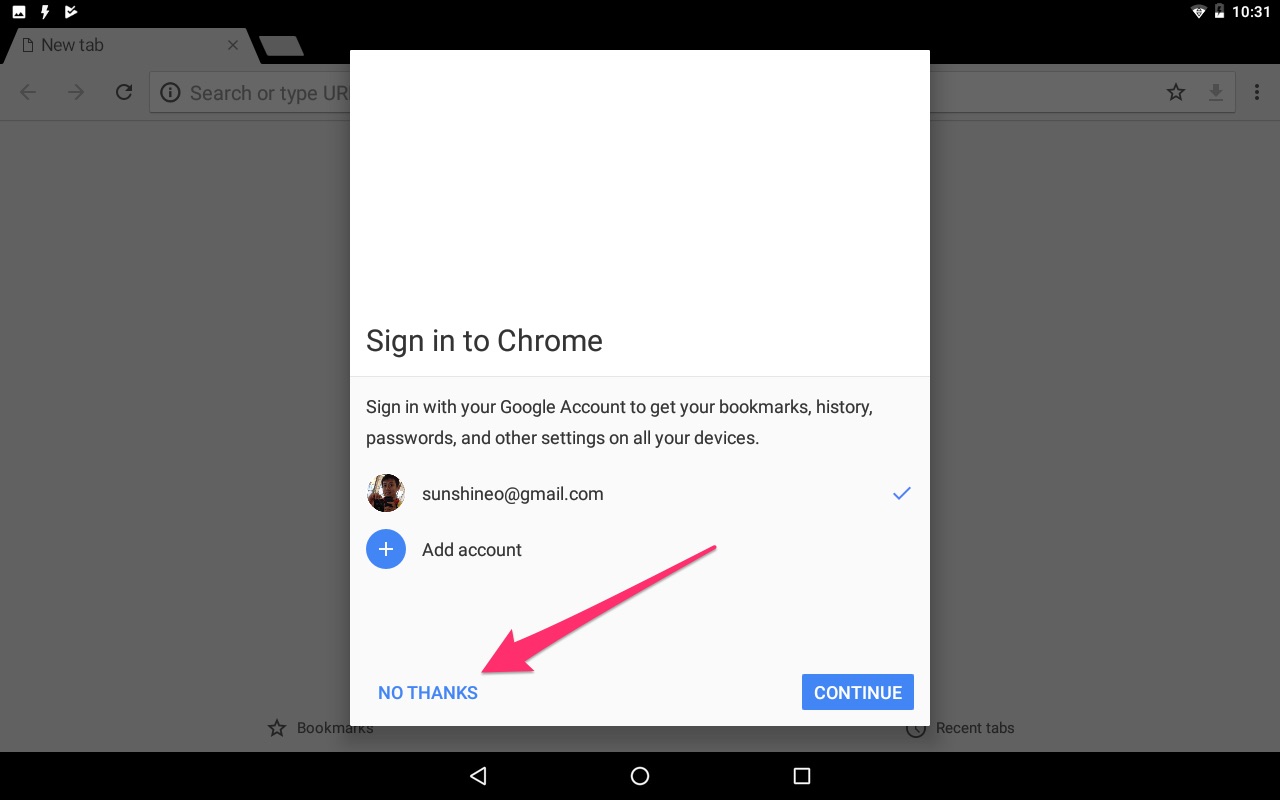 10:31
New tab
Search or type UR
Sign in to Chrome
Sign in with your Google Account to get your bookmarks, history,
passwords, and other settings on all your devices.
sunshineo@gmail.com
Add account
NO THANKS
CONTINUE
Bookmarks
Recent tabs